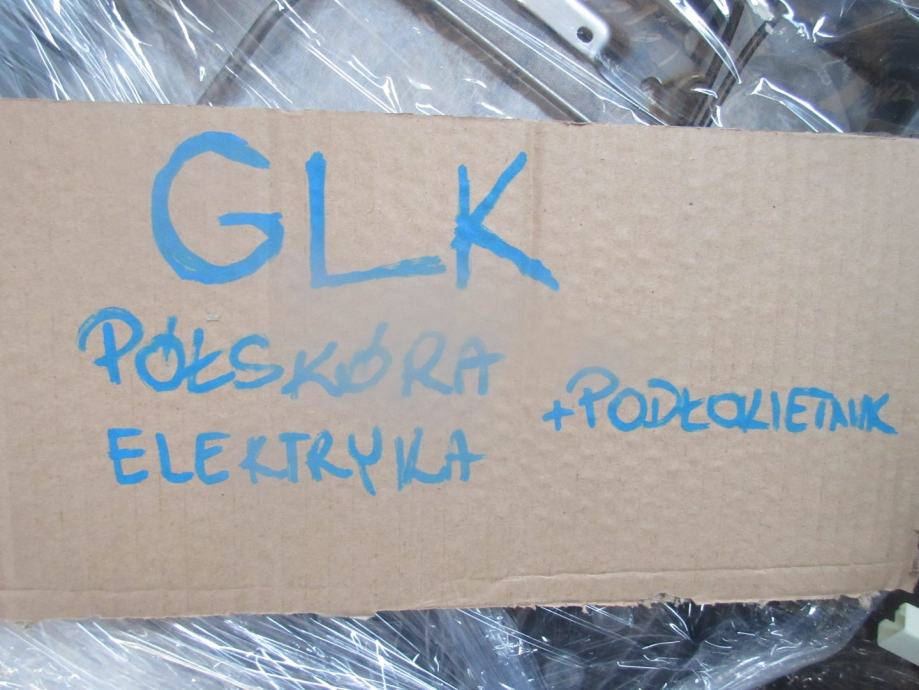 GLK
PÓŁSKÓRA
ELEKTRYKA
+PODŁOKIETNIK